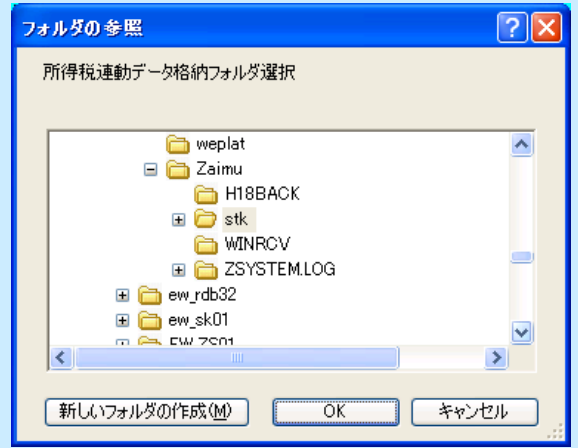 フォルダの参照
所得税連動データ格納フォルダ選択
weplat
Zaimu
H18BACK
stk
WINRCV
ZSYSTEM.LOG
ew_rdb32
ew_sk01
EW_ZS01
新しいフォルダの作成(M)
OK
キャンセル